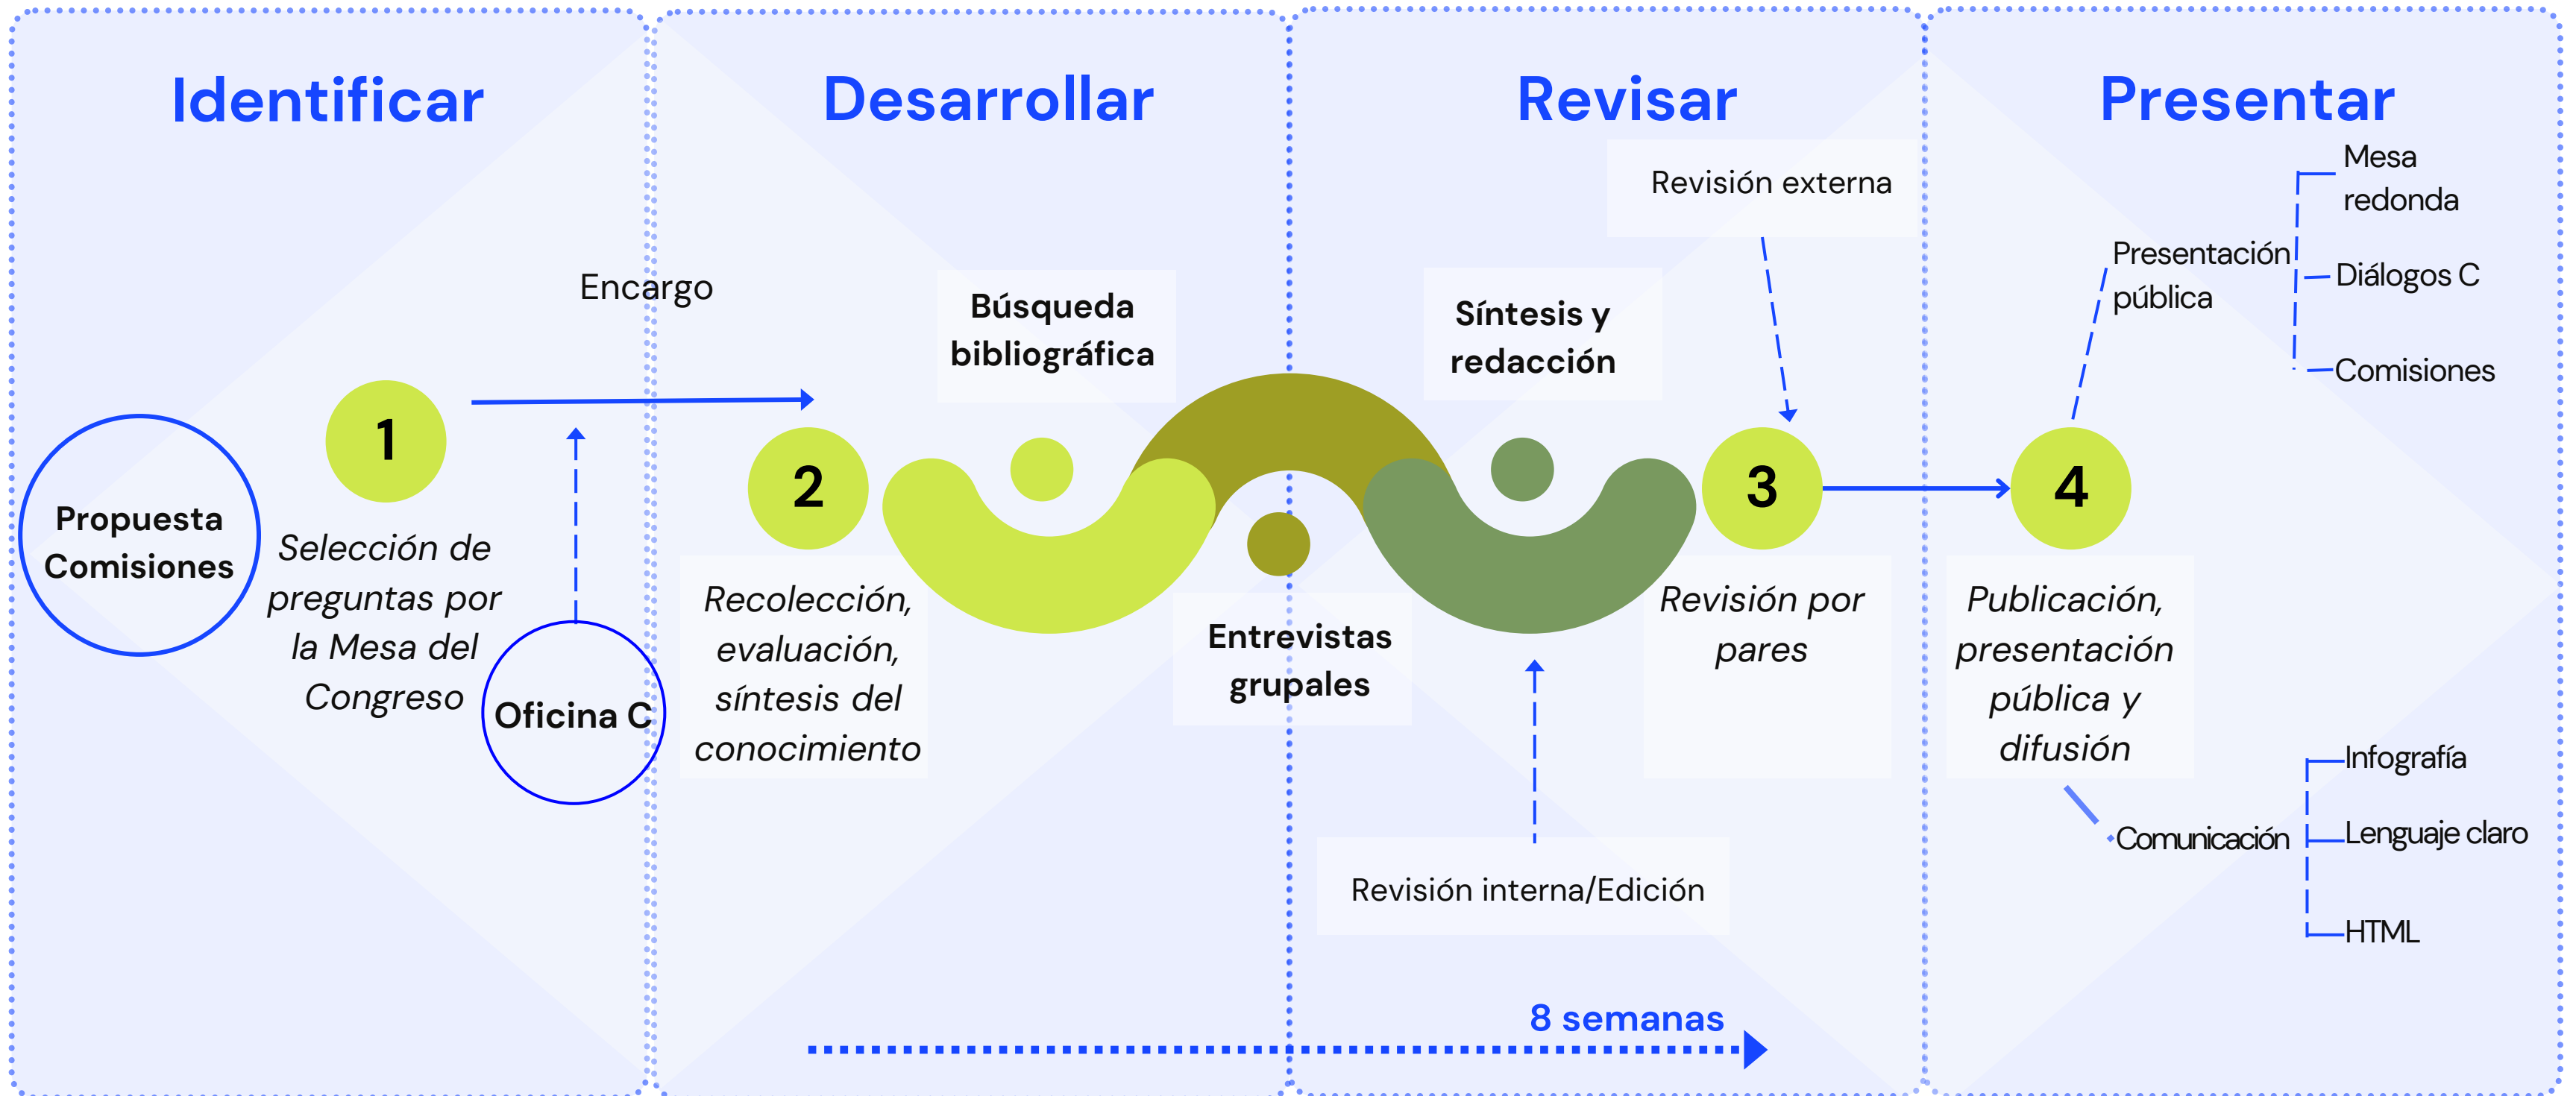 Identificar
Propuesta
Comisiones
1
Selección de
preguntas por
la Mesa del
Congreso
Encargo
Oficina C
Desarrollar
2
Recolección,
evaluación,
síntesis del
conocimiento
Búsqueda
bibliográfica
Entrevistas
grupales
Revisar
Síntesis y
redacción
Revisión externa
3
Revisión por
pares
Revisión interna/Edición
8 semanas
Presentar
4
Publicación,
presentación
pública y
difusión
Presentación
pública
Mesa
redonda
Diálogos C
Comisiones
Comunicación
Infografía
Lenguaje claro
HTML